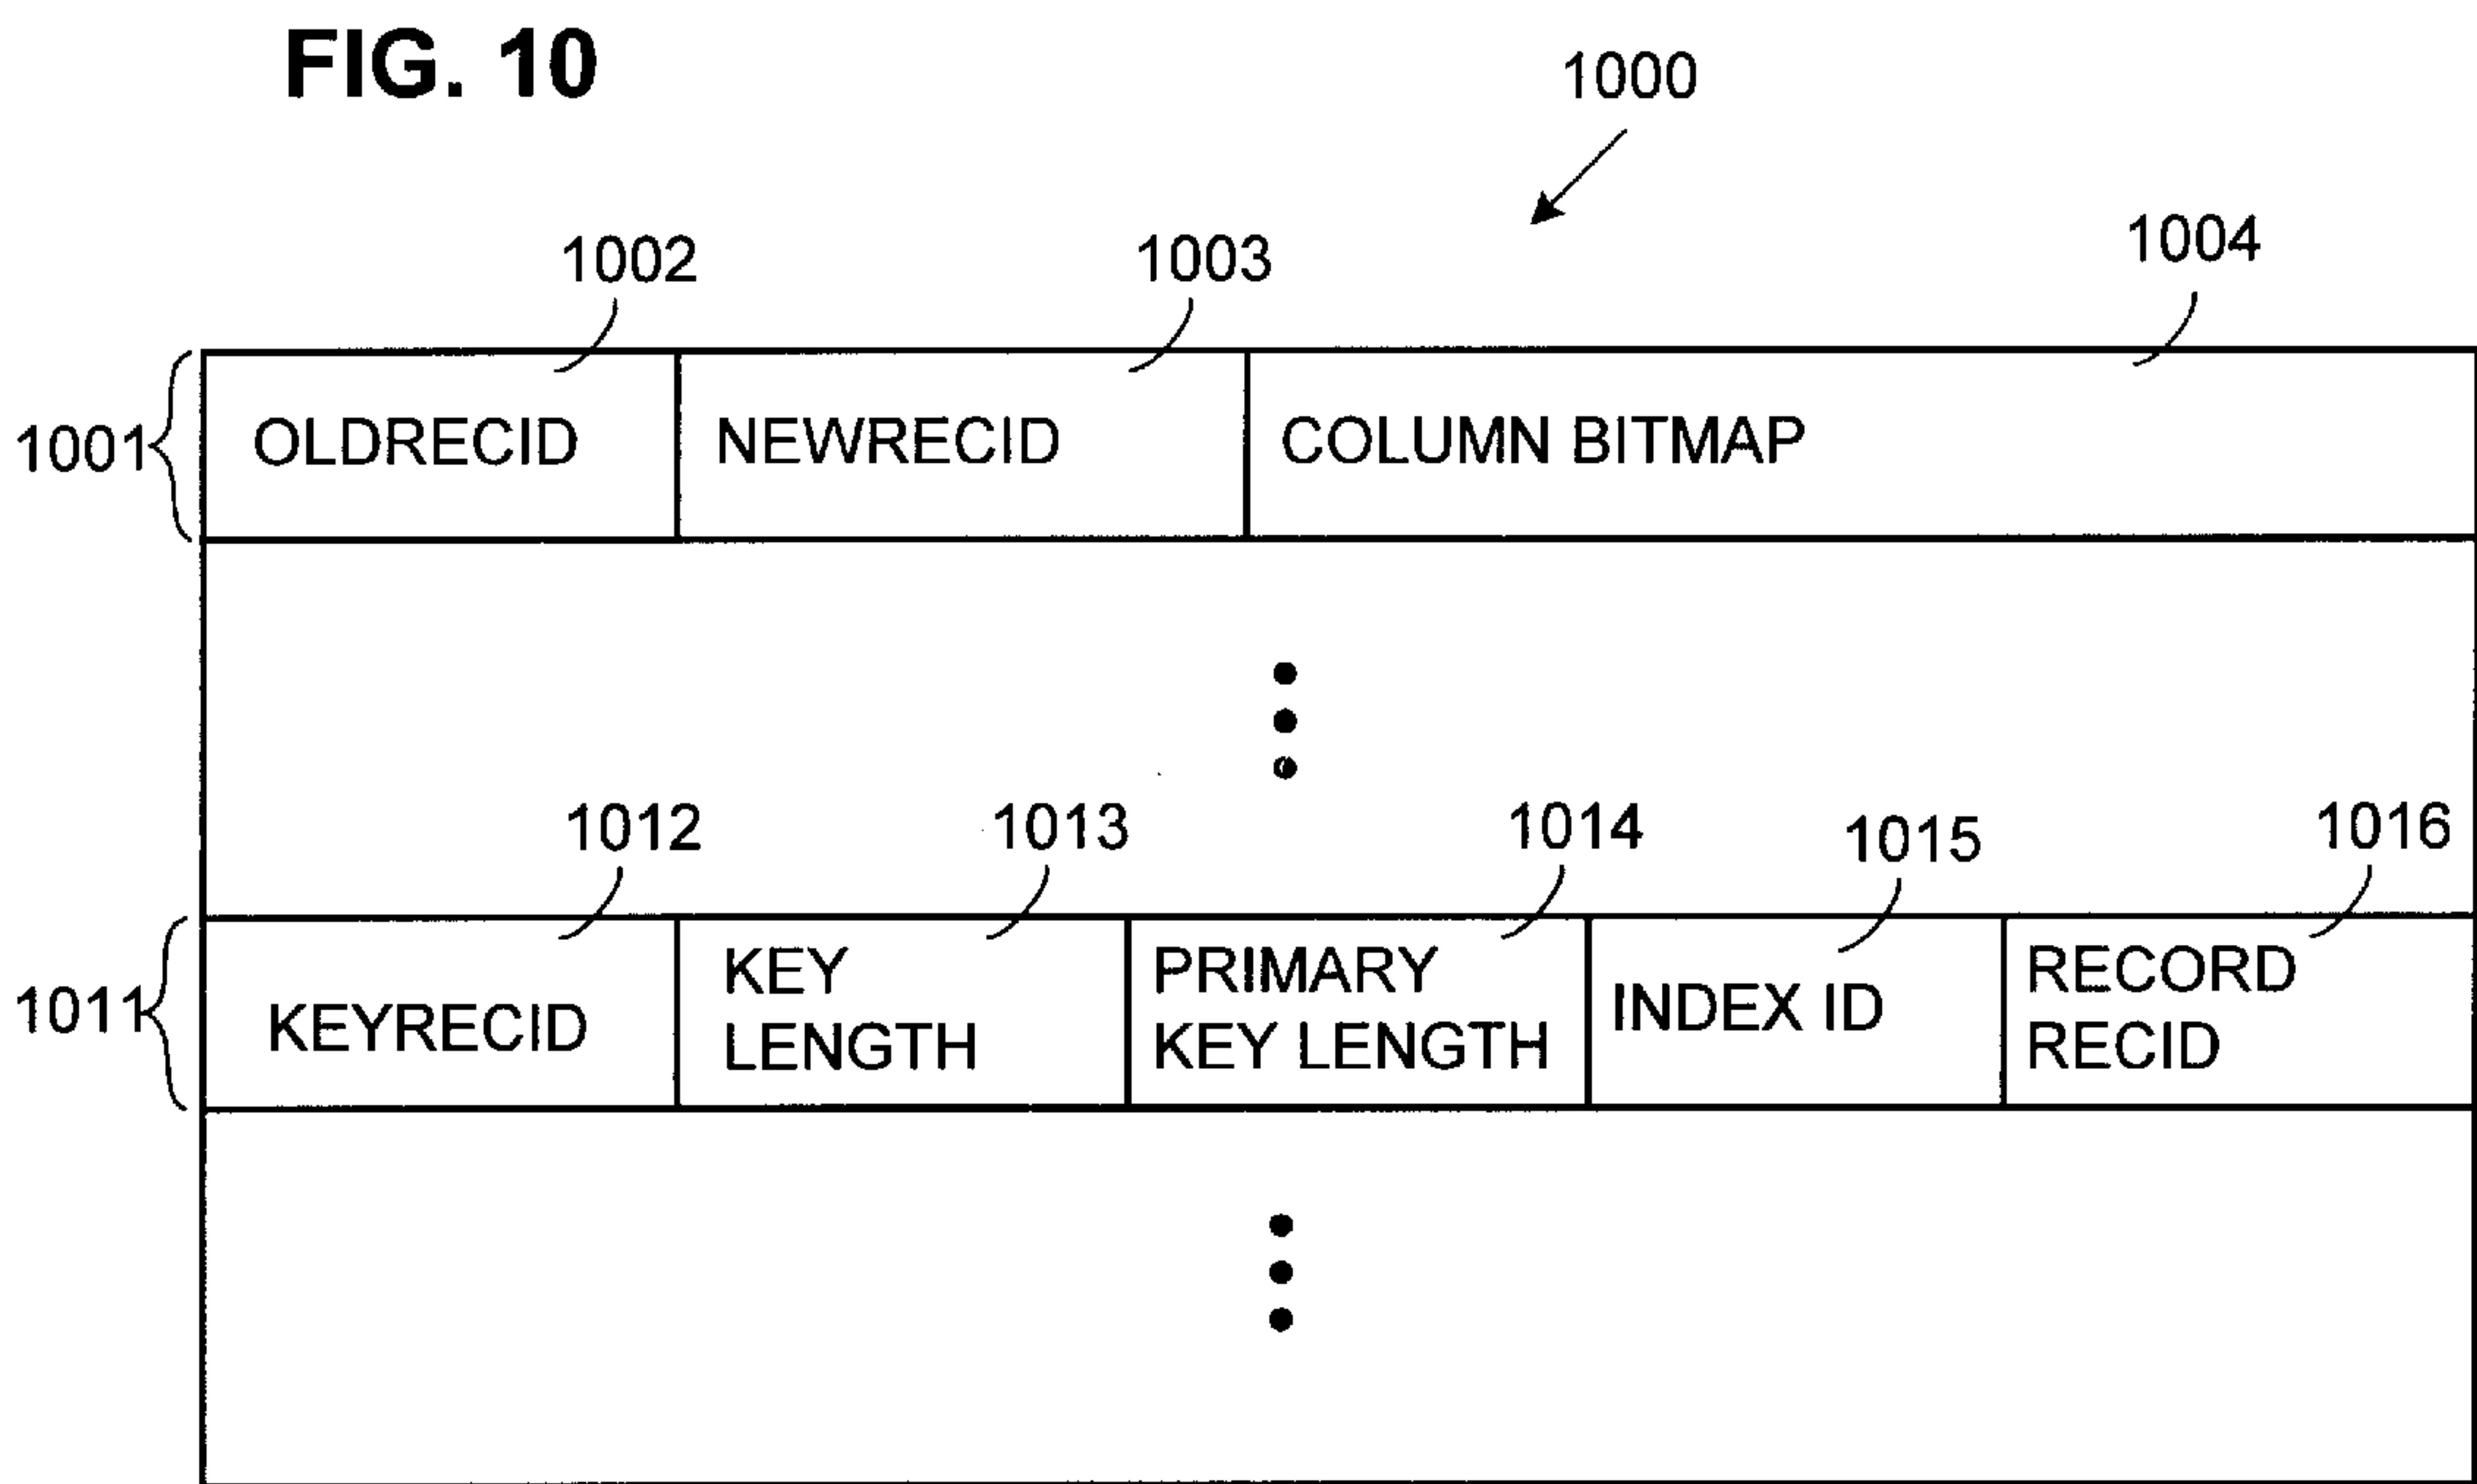 FIG. 10
1000
1002 1003 1004
1001 OLDRECID NEWRECID COLUMN BITMAP
1012 1013 1014 1015 1016
1011 KEYRECID KEY LENGTH PRIMARY KEY LENGTH INDEX ID RECORD RECID